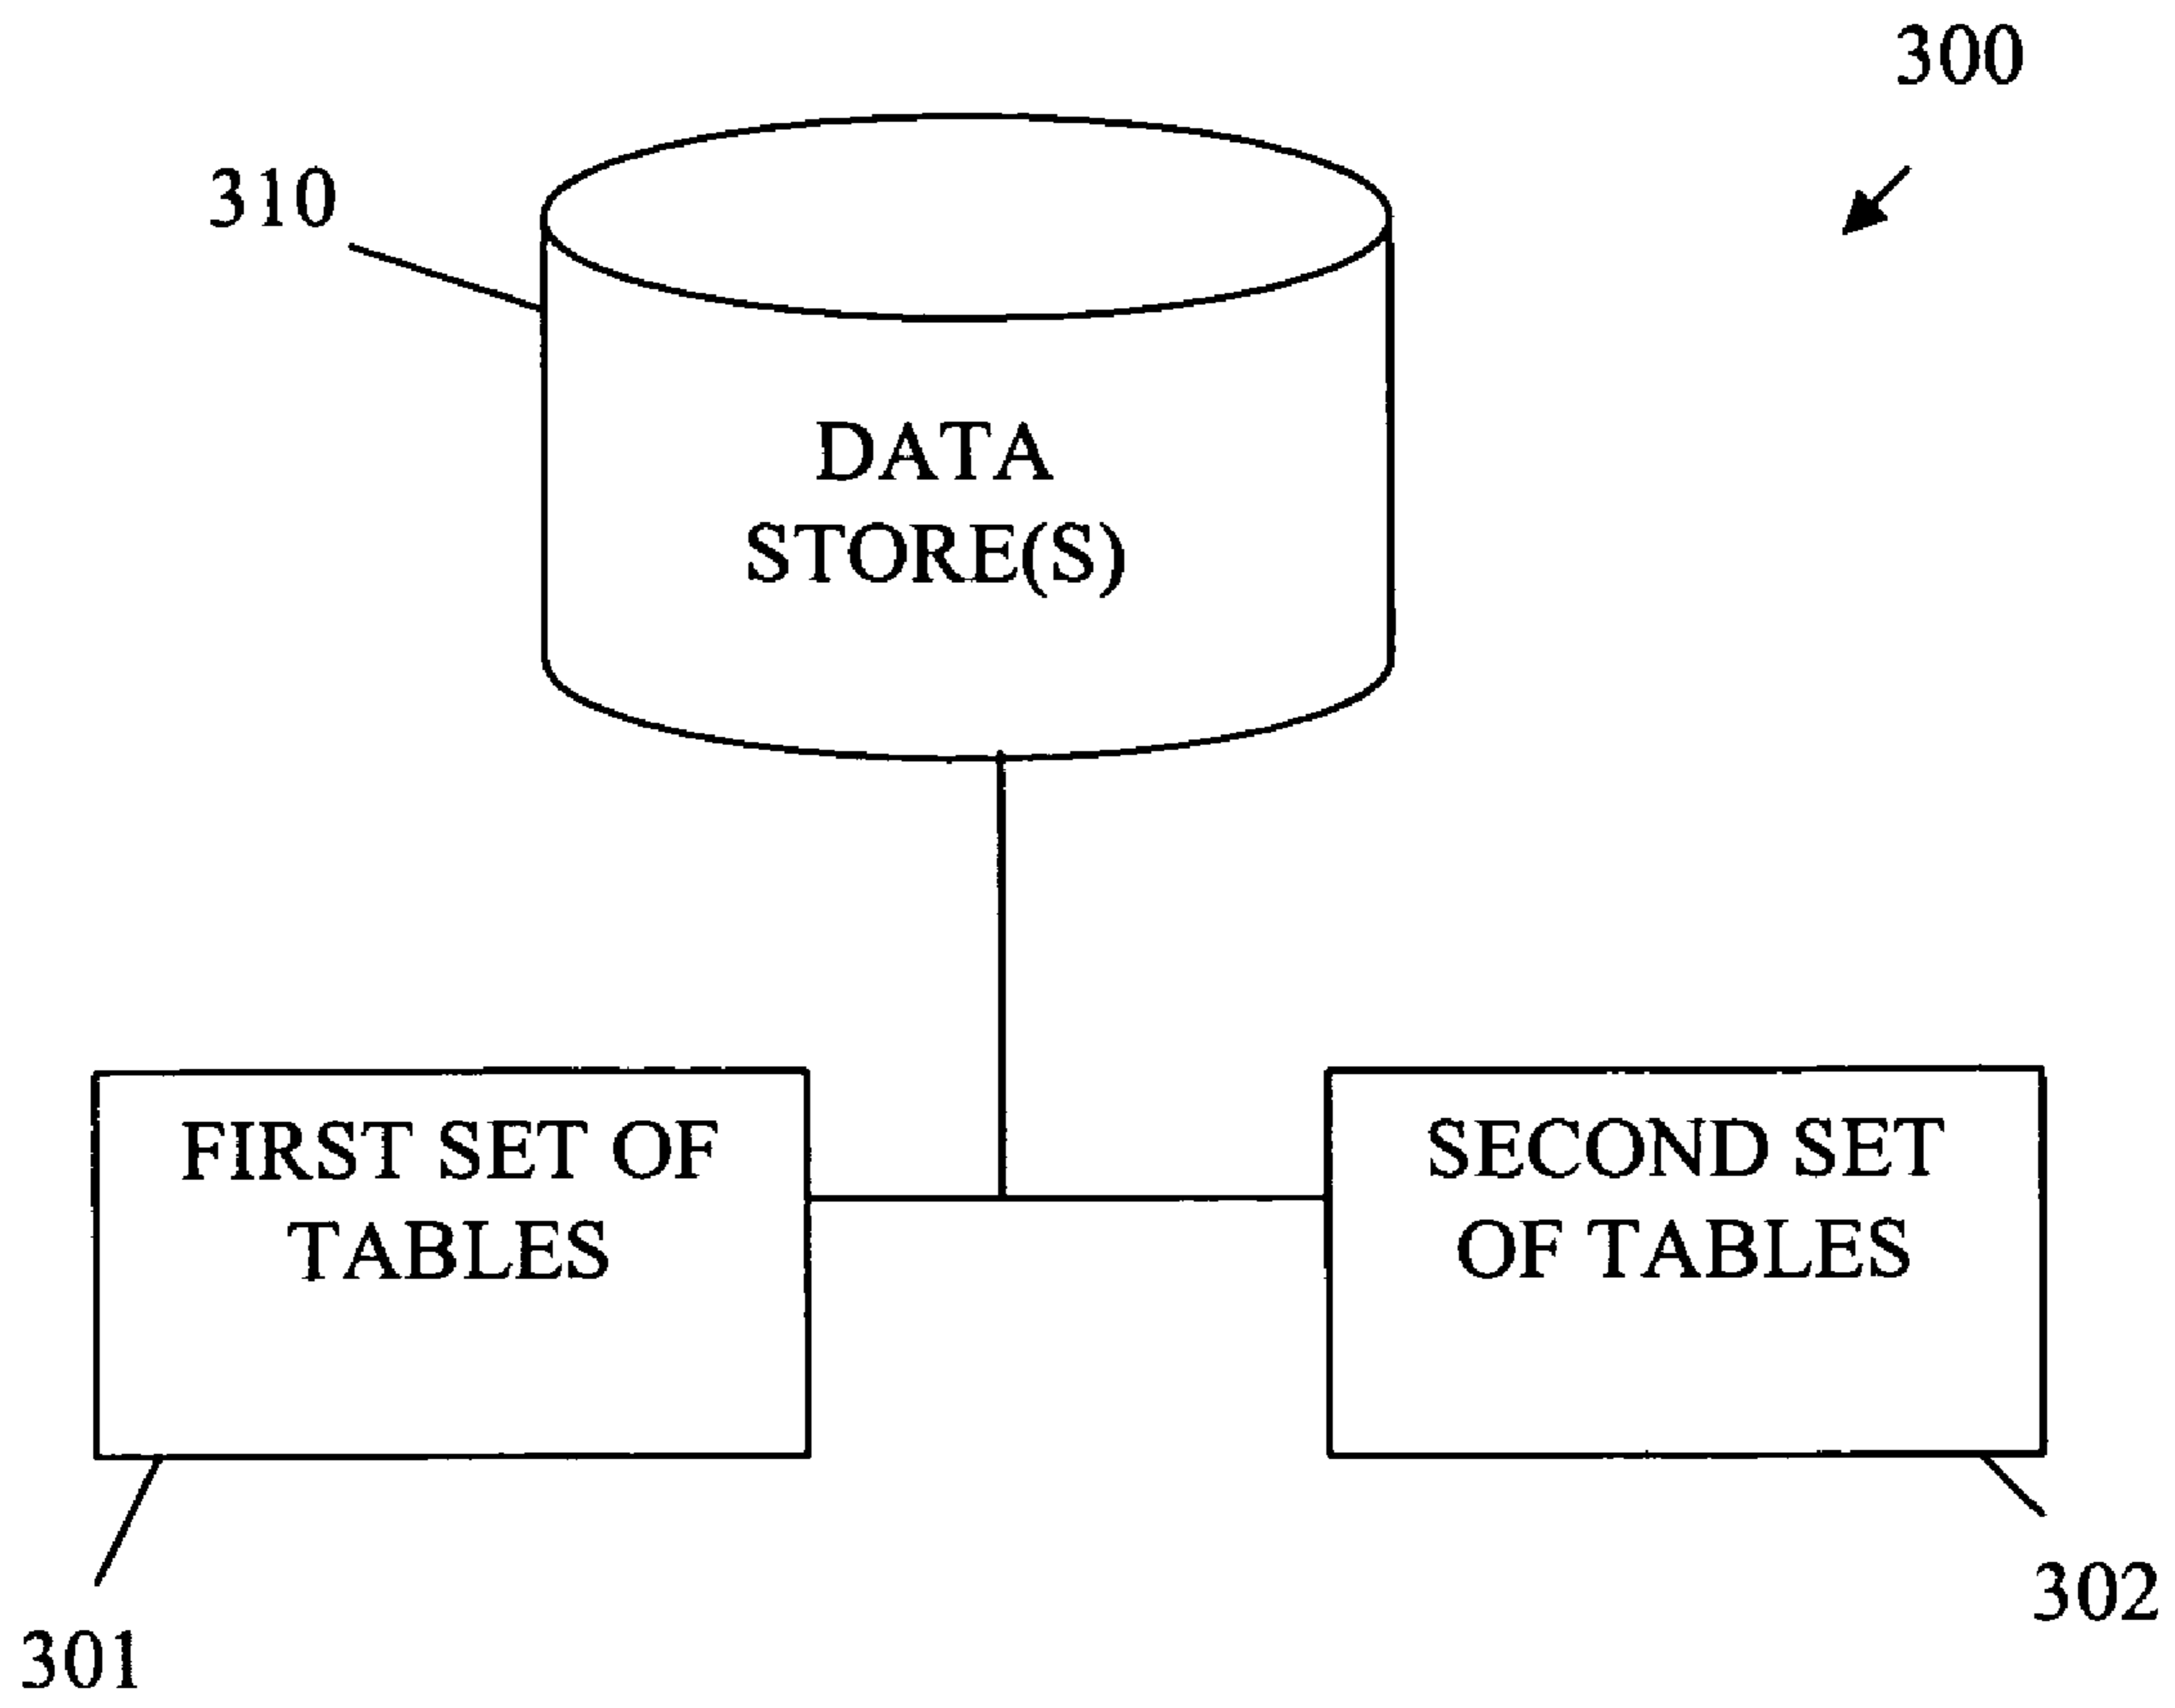 300
310
DATA
STORE(S)
FIRST SET OF
TABLES
SECOND SET
OF TABLES
302
301